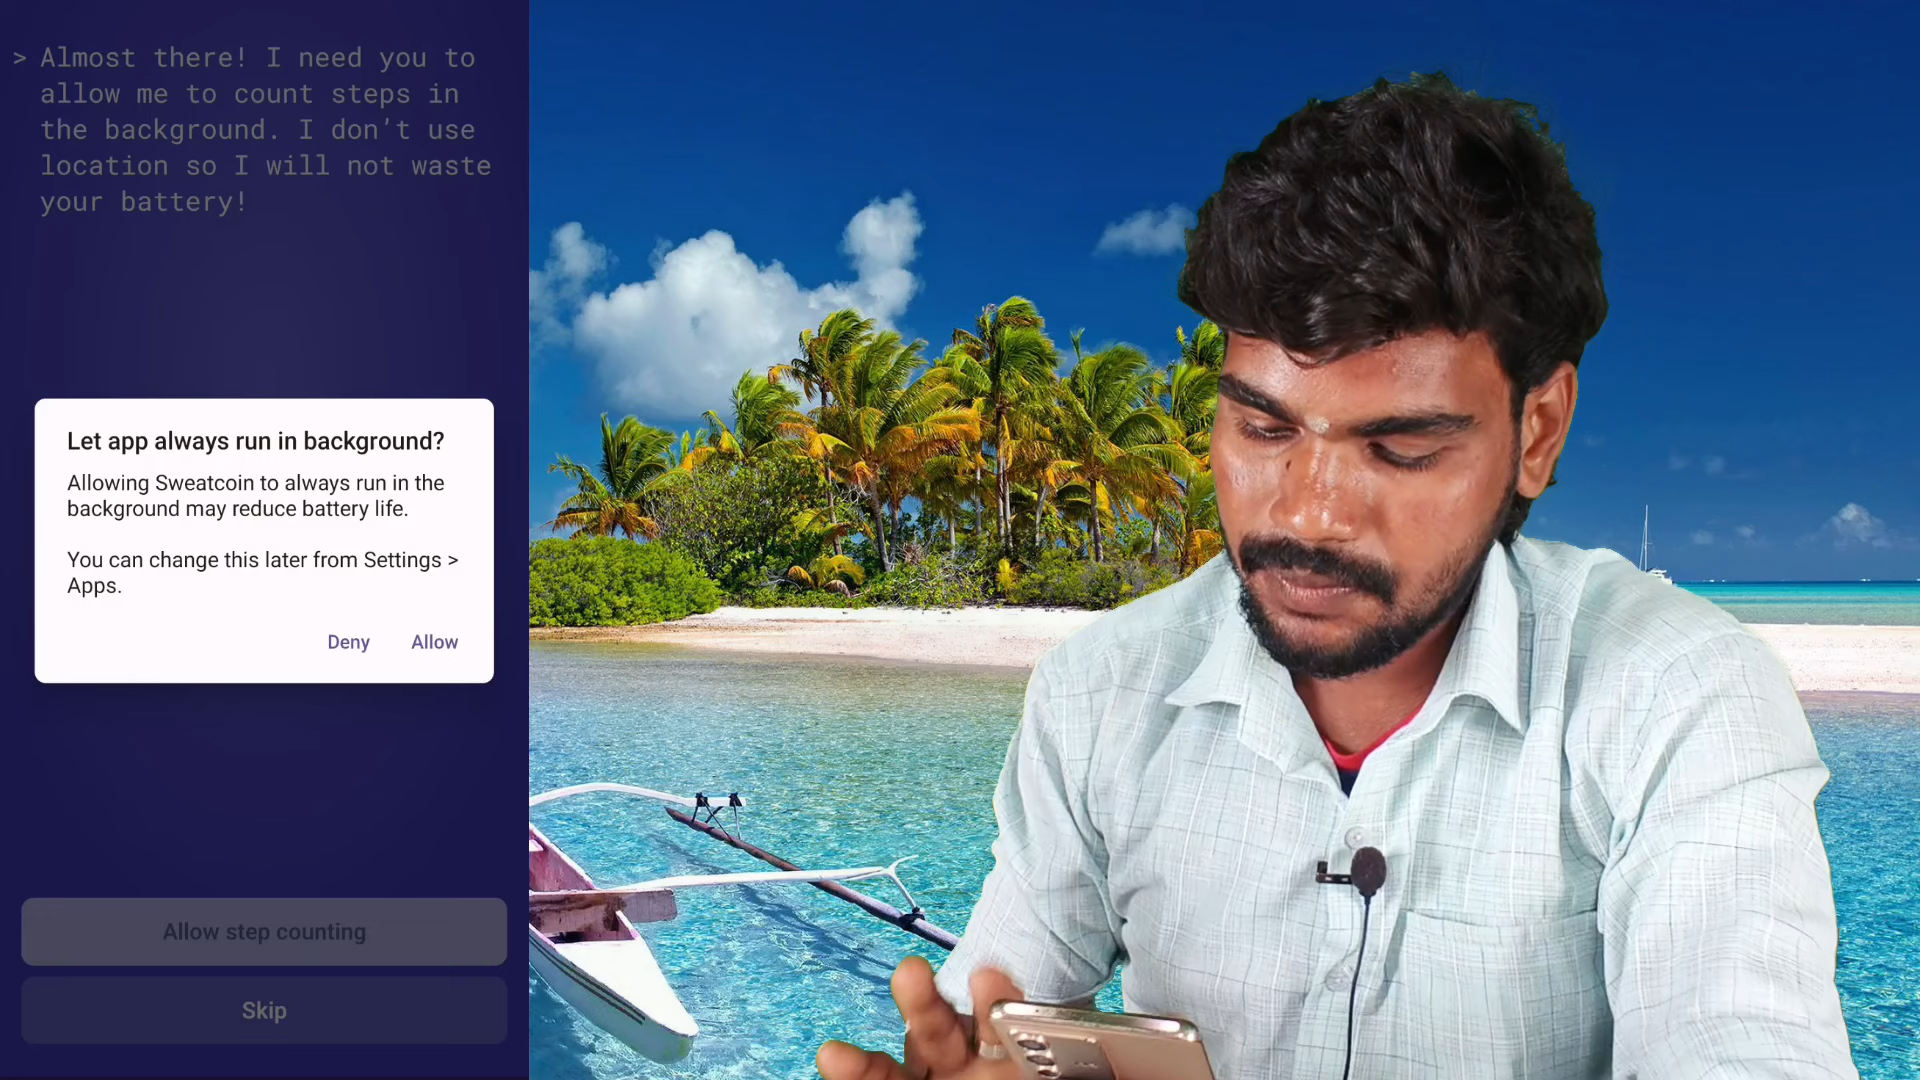 > Almost there! I need you to
allow me to count steps in
the background. I don't use
location so I will not waste
your battery!
Let app always run in background?
Allowing Sweatcoin to always run in the
background may reduce battery life.
You can change this later from Settings >
Apps.
Deny Allow
Allow step counting
Skip